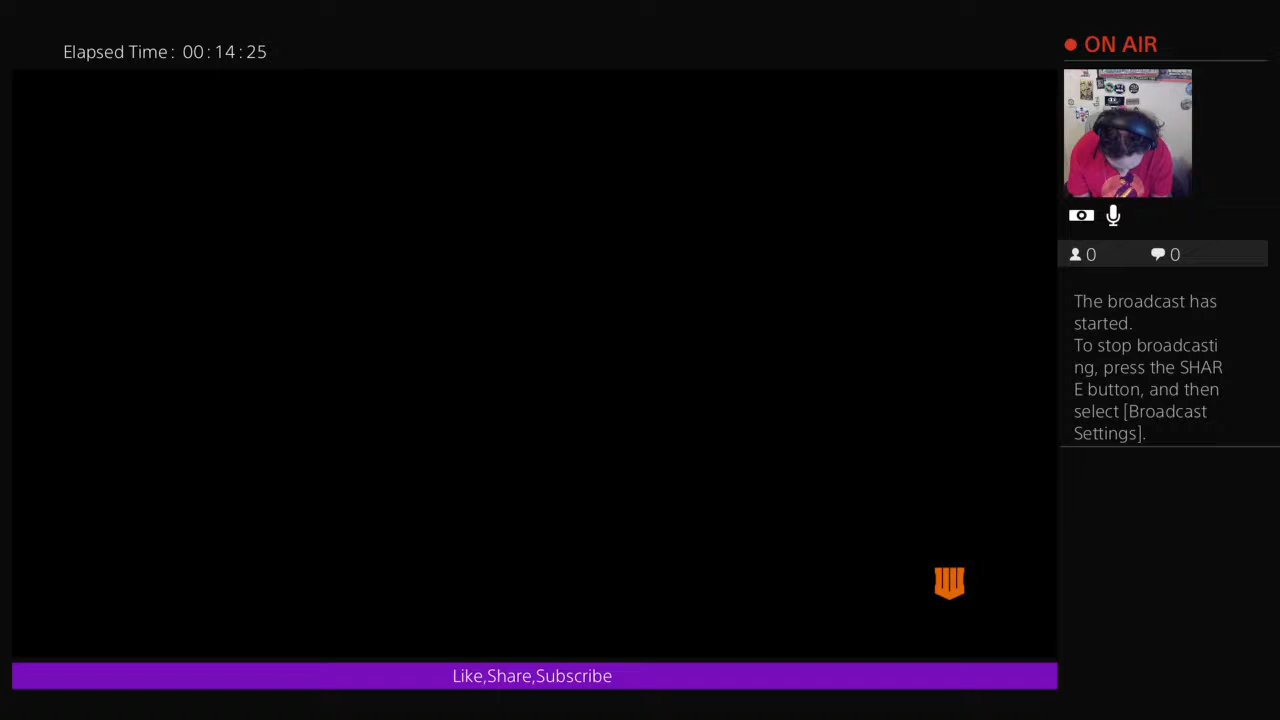 Elapsed Time: 00:14:25
ON AIR
0
0
The broadcast has
started.
To stop broadcasti
ng, press the SHAR
E button, and then
select [Broadcast
Settings].
Like,Share,Subscribe